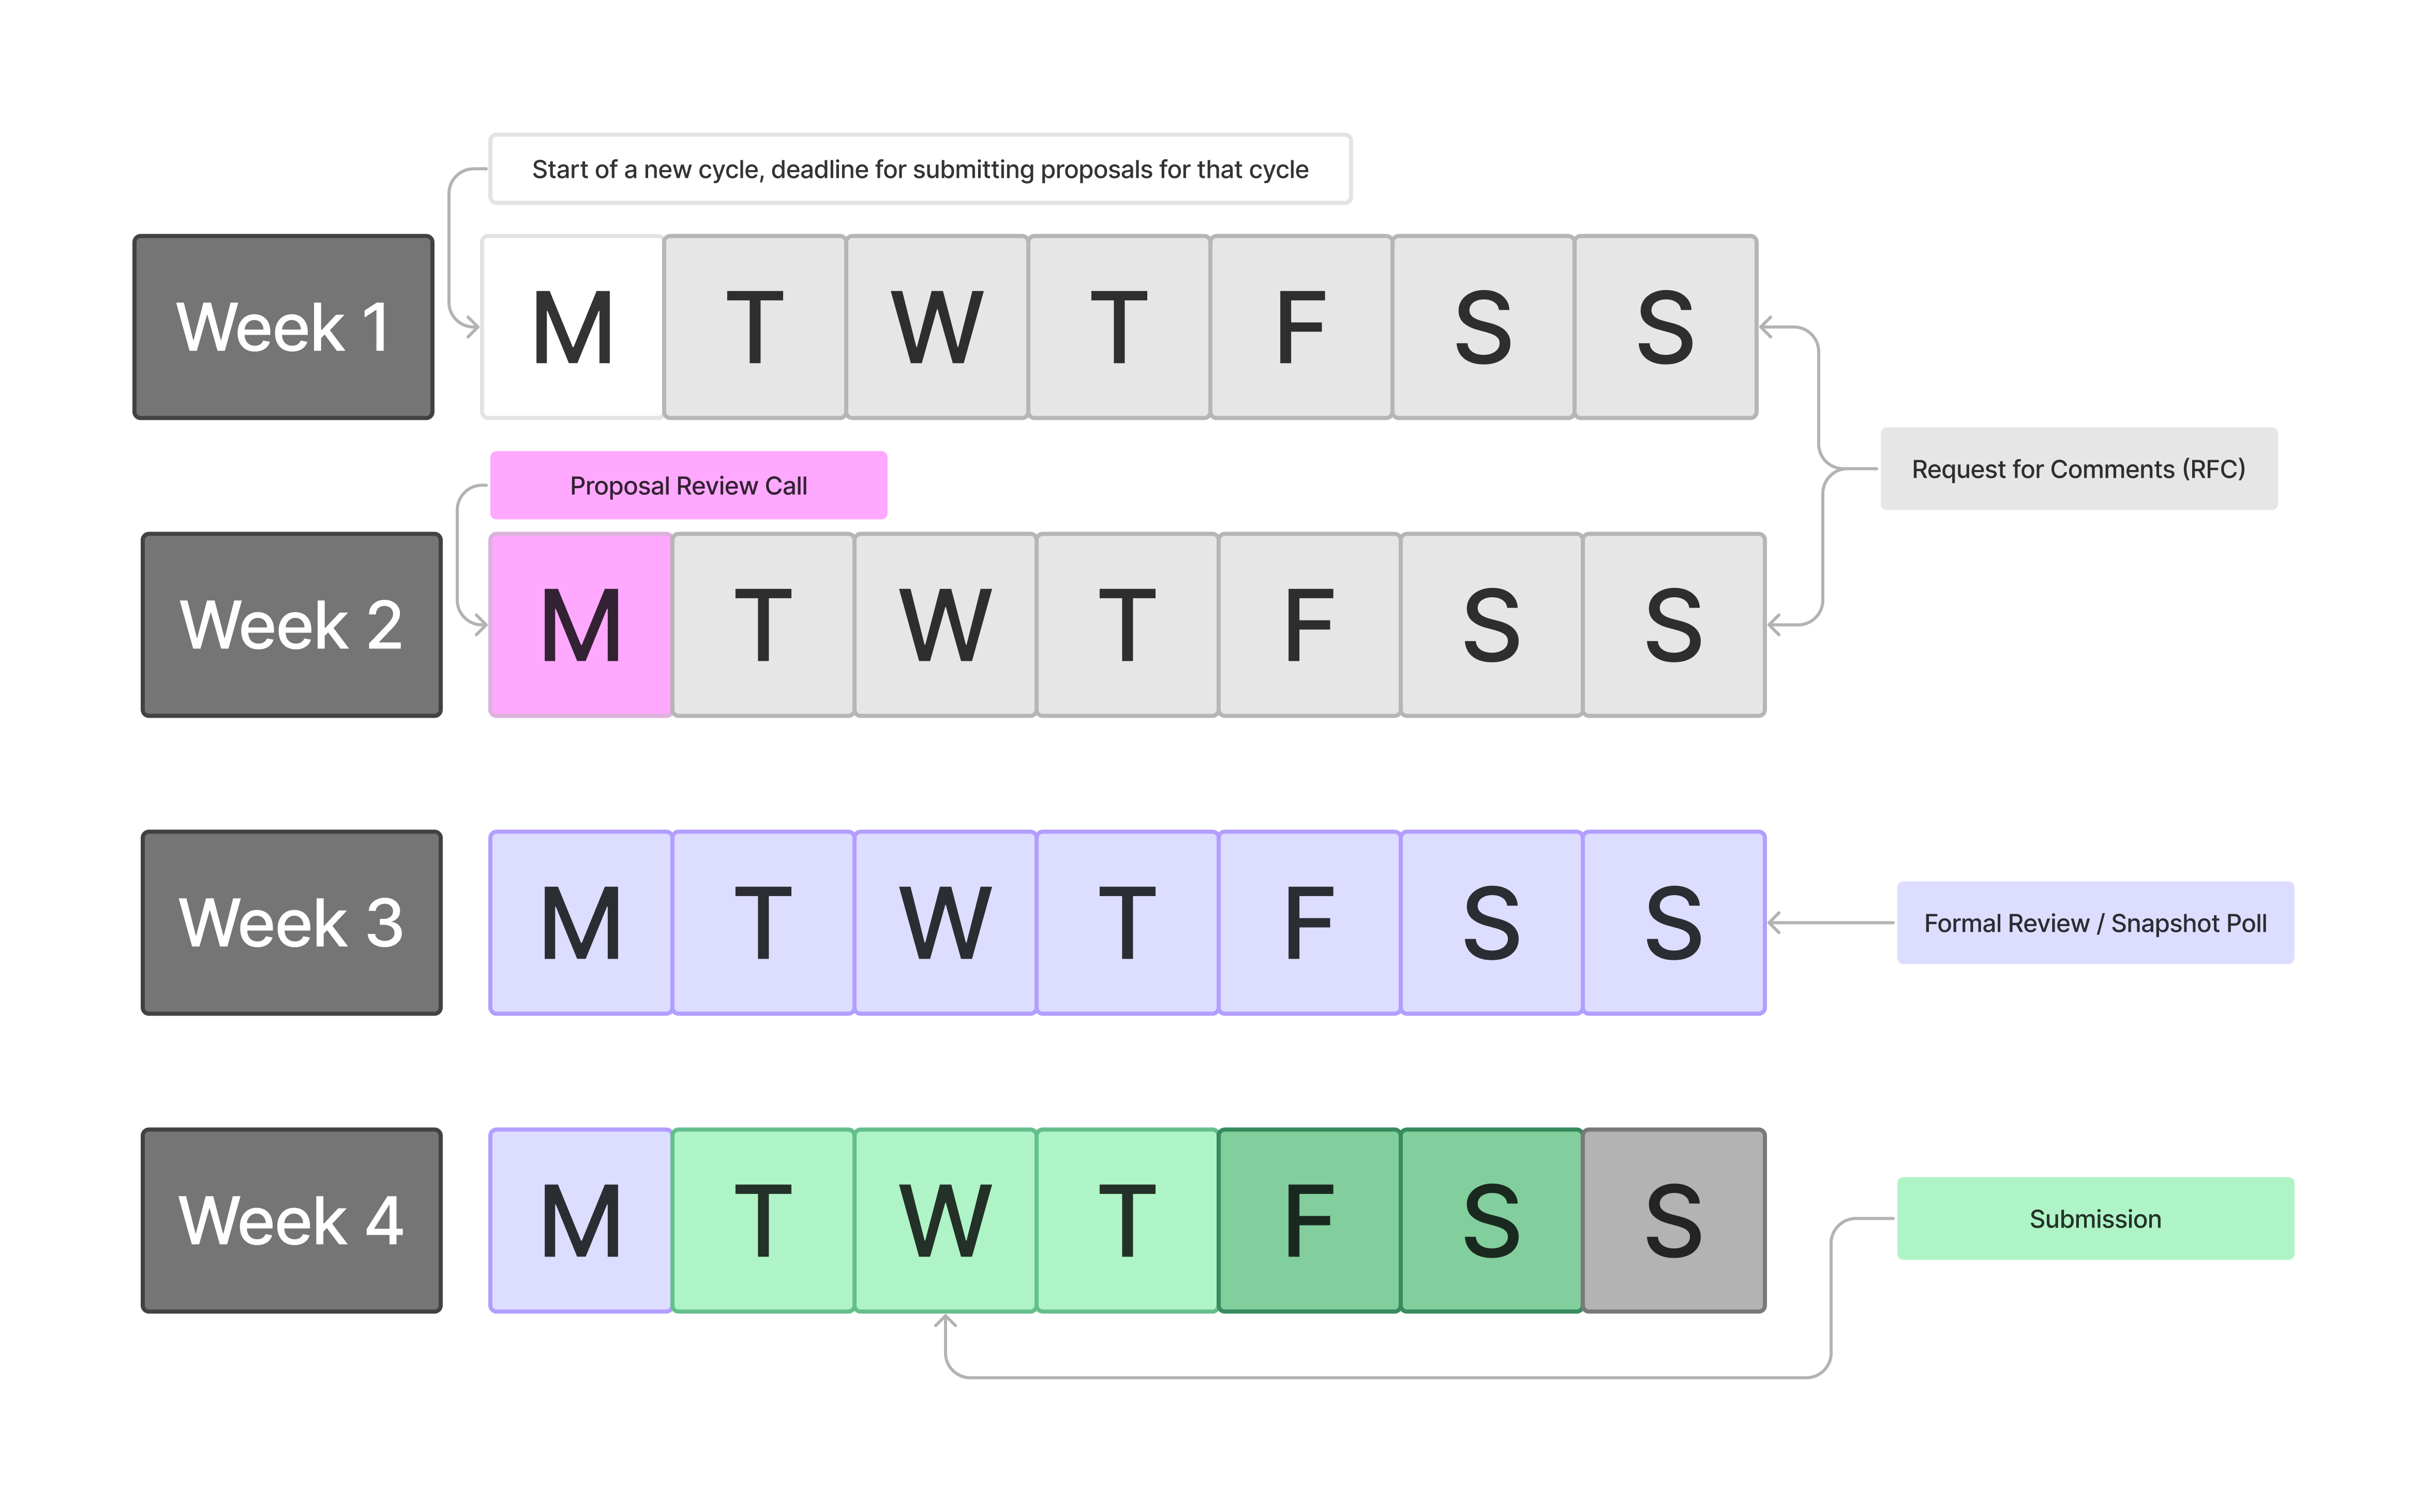 Start of a new cycle, deadline for submitting proposals for that cycle
Week 1 M T W T F S S
Request for Comments (RFC)
Proposal Review Call
Week 2 M T W T F S S
Week 3 M T W T F S S
Formal Review / Snapshot Poll
Week 4 M T W T F S S
Submission